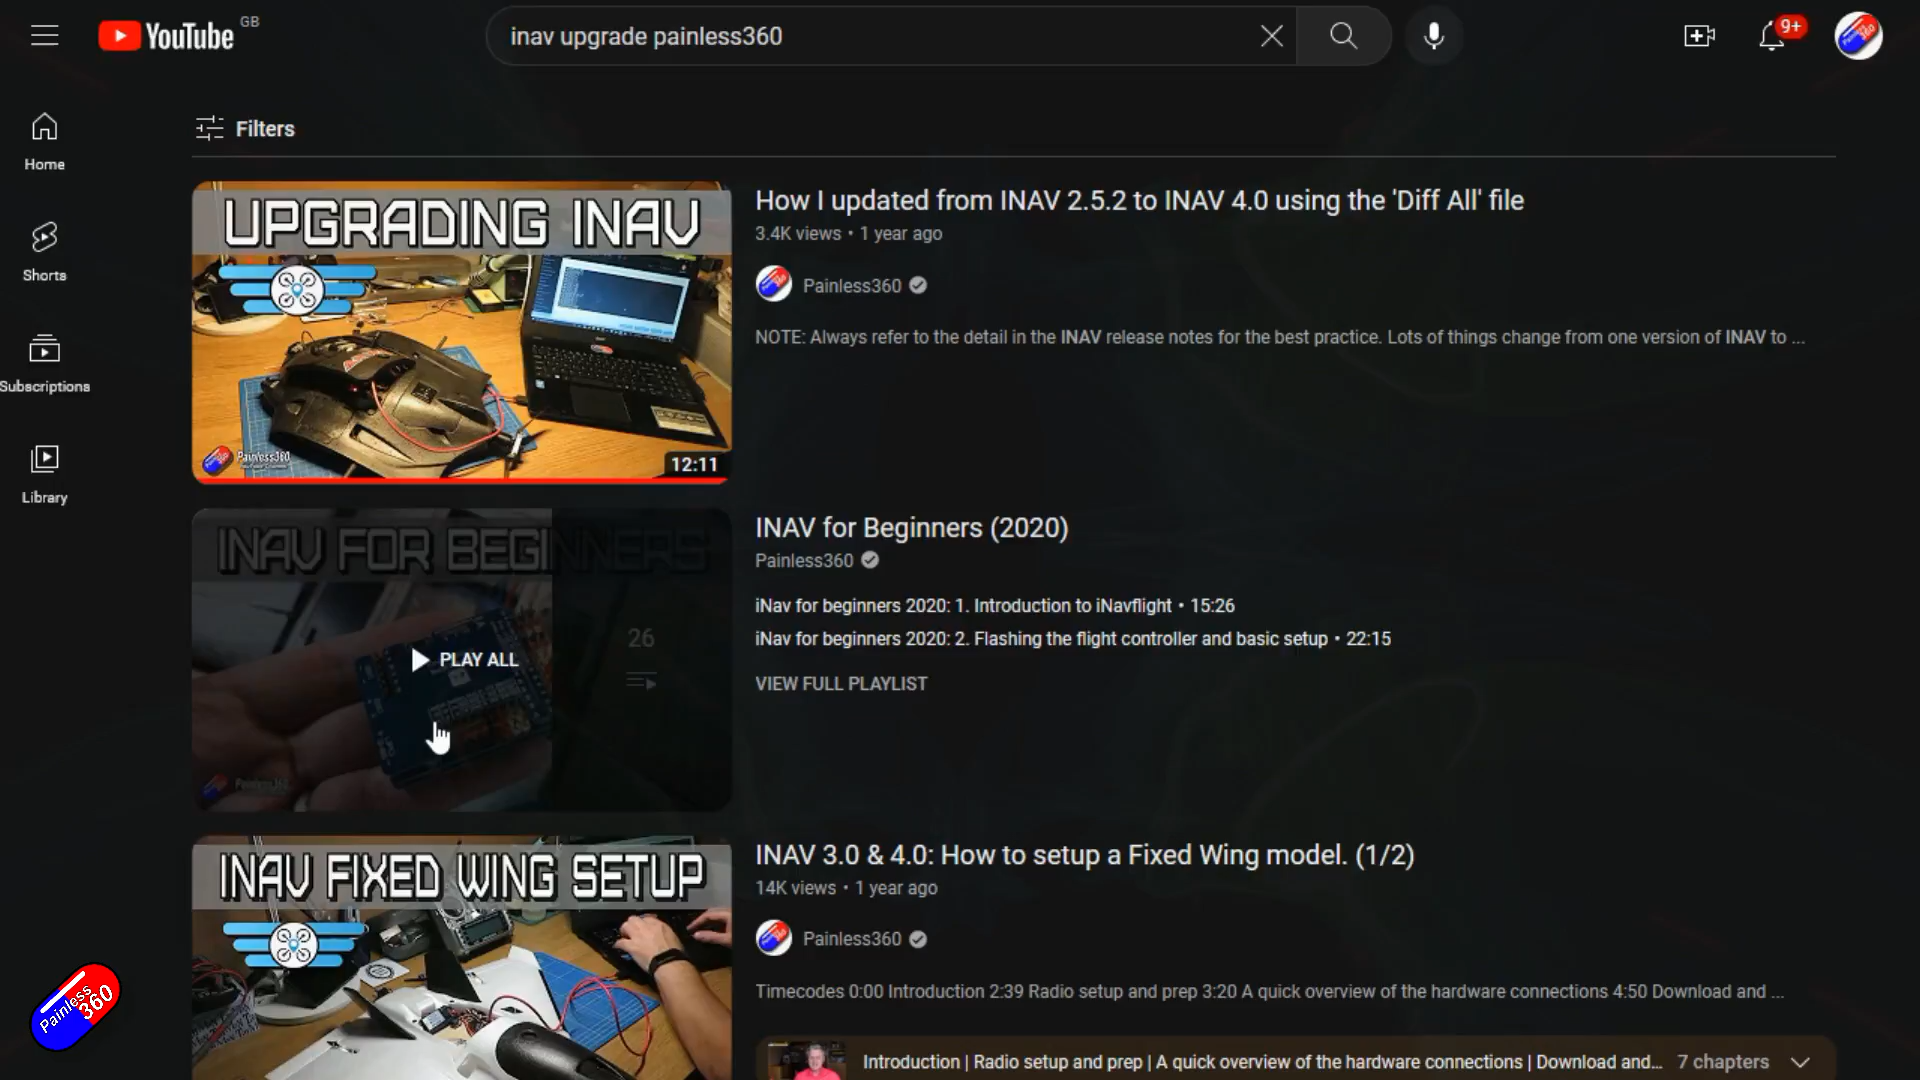 YouTube GB
inav upgrade painless360
9+
Home
Shorts
Subscriptions
Library
Filters
UPGRADING INAV
Painless360
12:11
How I updated from INAV 2.5.2 to INAV 4.0 using the 'Diff All' file
3.4K views • 1 year ago
Painless360
NOTE: Always refer to the detail in the INAV release notes for the best practice. Lots of things change from one version of INAV to ...
INAV FOR BEGINNERS
26
PLAY ALL
Painless360
INAV for Beginners (2020)
Painless360
iNav for beginners 2020: 1. Introduction to iNavflight • 15:26
iNav for beginners 2020: 2. Flashing the flight controller and basic setup • 22:15
VIEW FULL PLAYLIST
INAV FIXED WING SETUP
INAV 3.0 & 4.0: How to setup a Fixed Wing model. (1/2)
14K views • 1 year ago
Painless360
Timecodes 0:00 Introduction 2:39 Radio setup and prep 3:20 A quick overview of the hardware connections 4:50 Download and ...
Introduction | Radio setup and prep | A quick overview of the hardware connections | Download and... 7 chapters
Painless 360